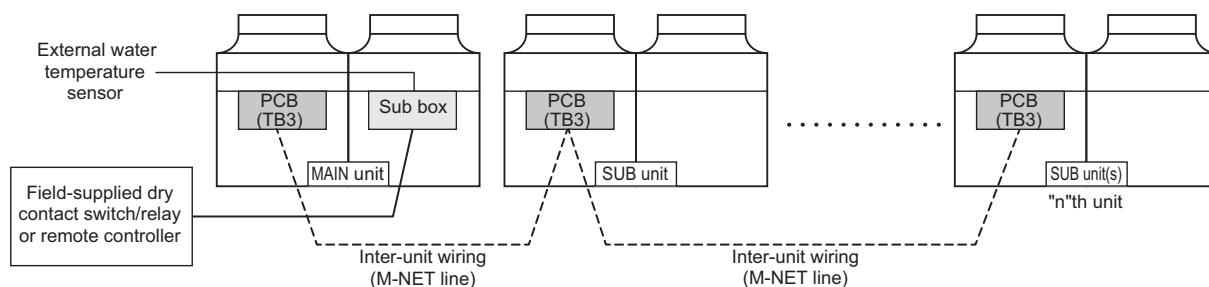 External water
temperature
sensor
PCB
(TB3)
Sub box
MAIN unit
PCB
(TB3)
SUB unit
PCB
(TB3)
SUB unit(s)
"n"th unit
Field-supplied dry
contact switch/relay
or remote controller
Inter-unit wiring
(M-NET line)
Inter-unit wiring
(M-NET line)